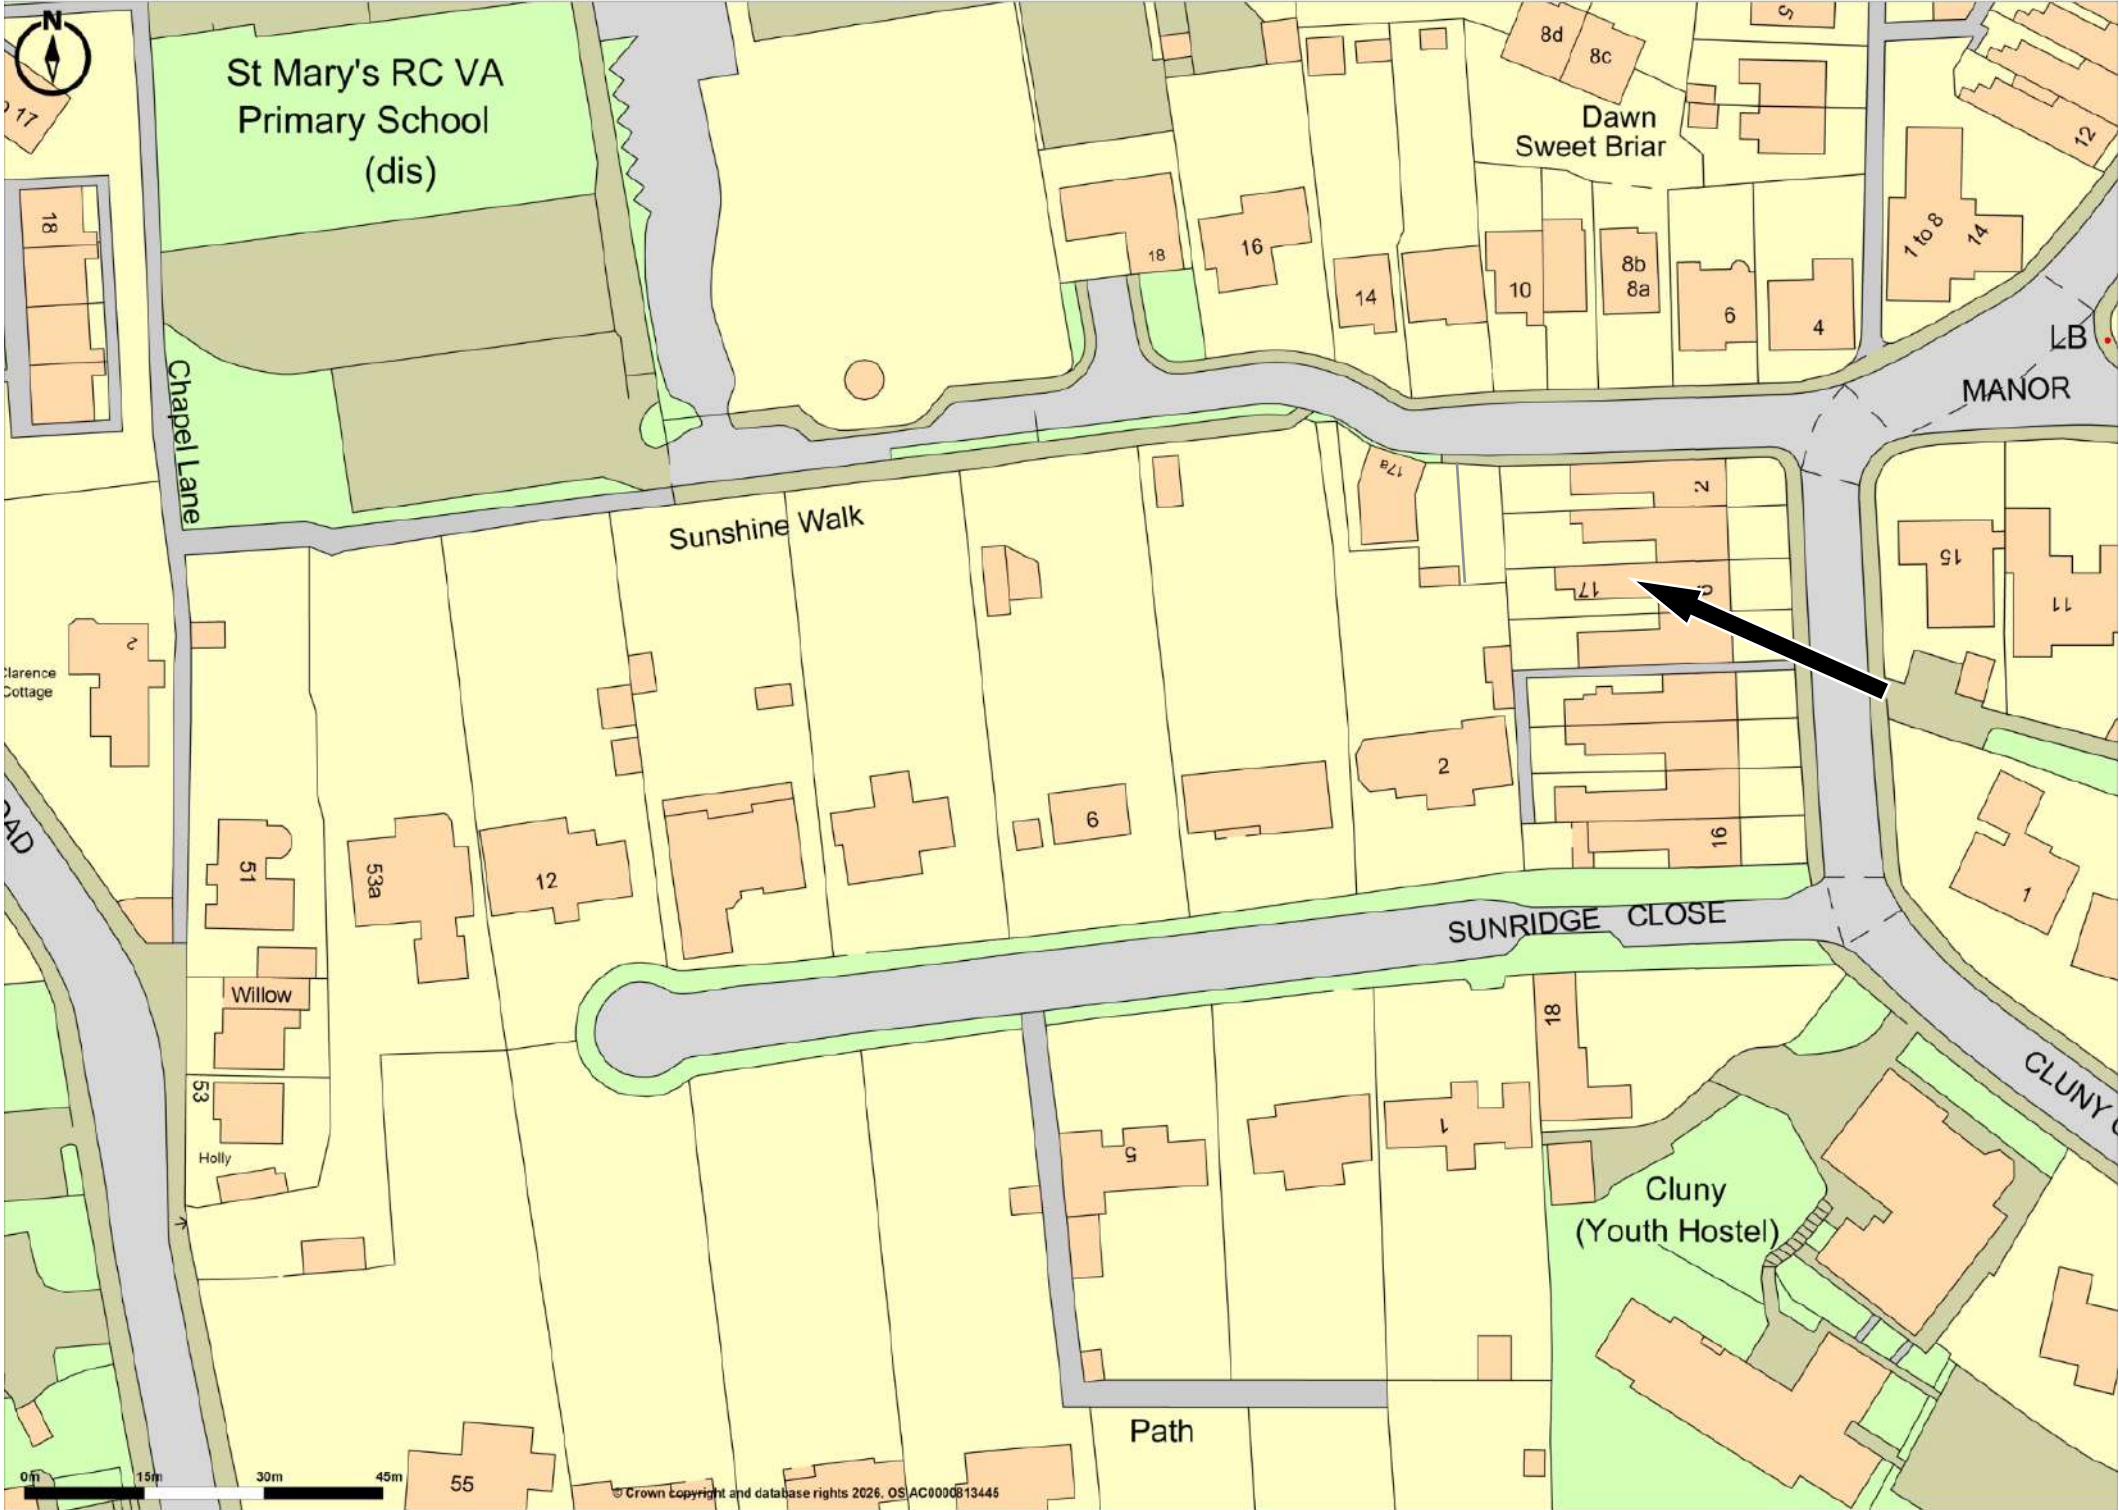 N
St Mary's RC VA
Primary School
(dis)
17
18
Chapel Lane
8d
8c
5
Dawn
Sweet Briar
12
1 to 8
14
18
16
14
10
8b
8a
6
4
LB
MANOR
Sunshine Walk
17a
2
17
15
11
2
Clarence
Cottage
2
6
16
51
53a
12
1
SUNRIDGE CLOSE
Willow
53
Holly
18
5
1
CLUNY
Cluny
(Youth Hostel)
Path
55
0m 15m 30m 45m
© Crown copyright and database rights 2026. OS AC0000813445